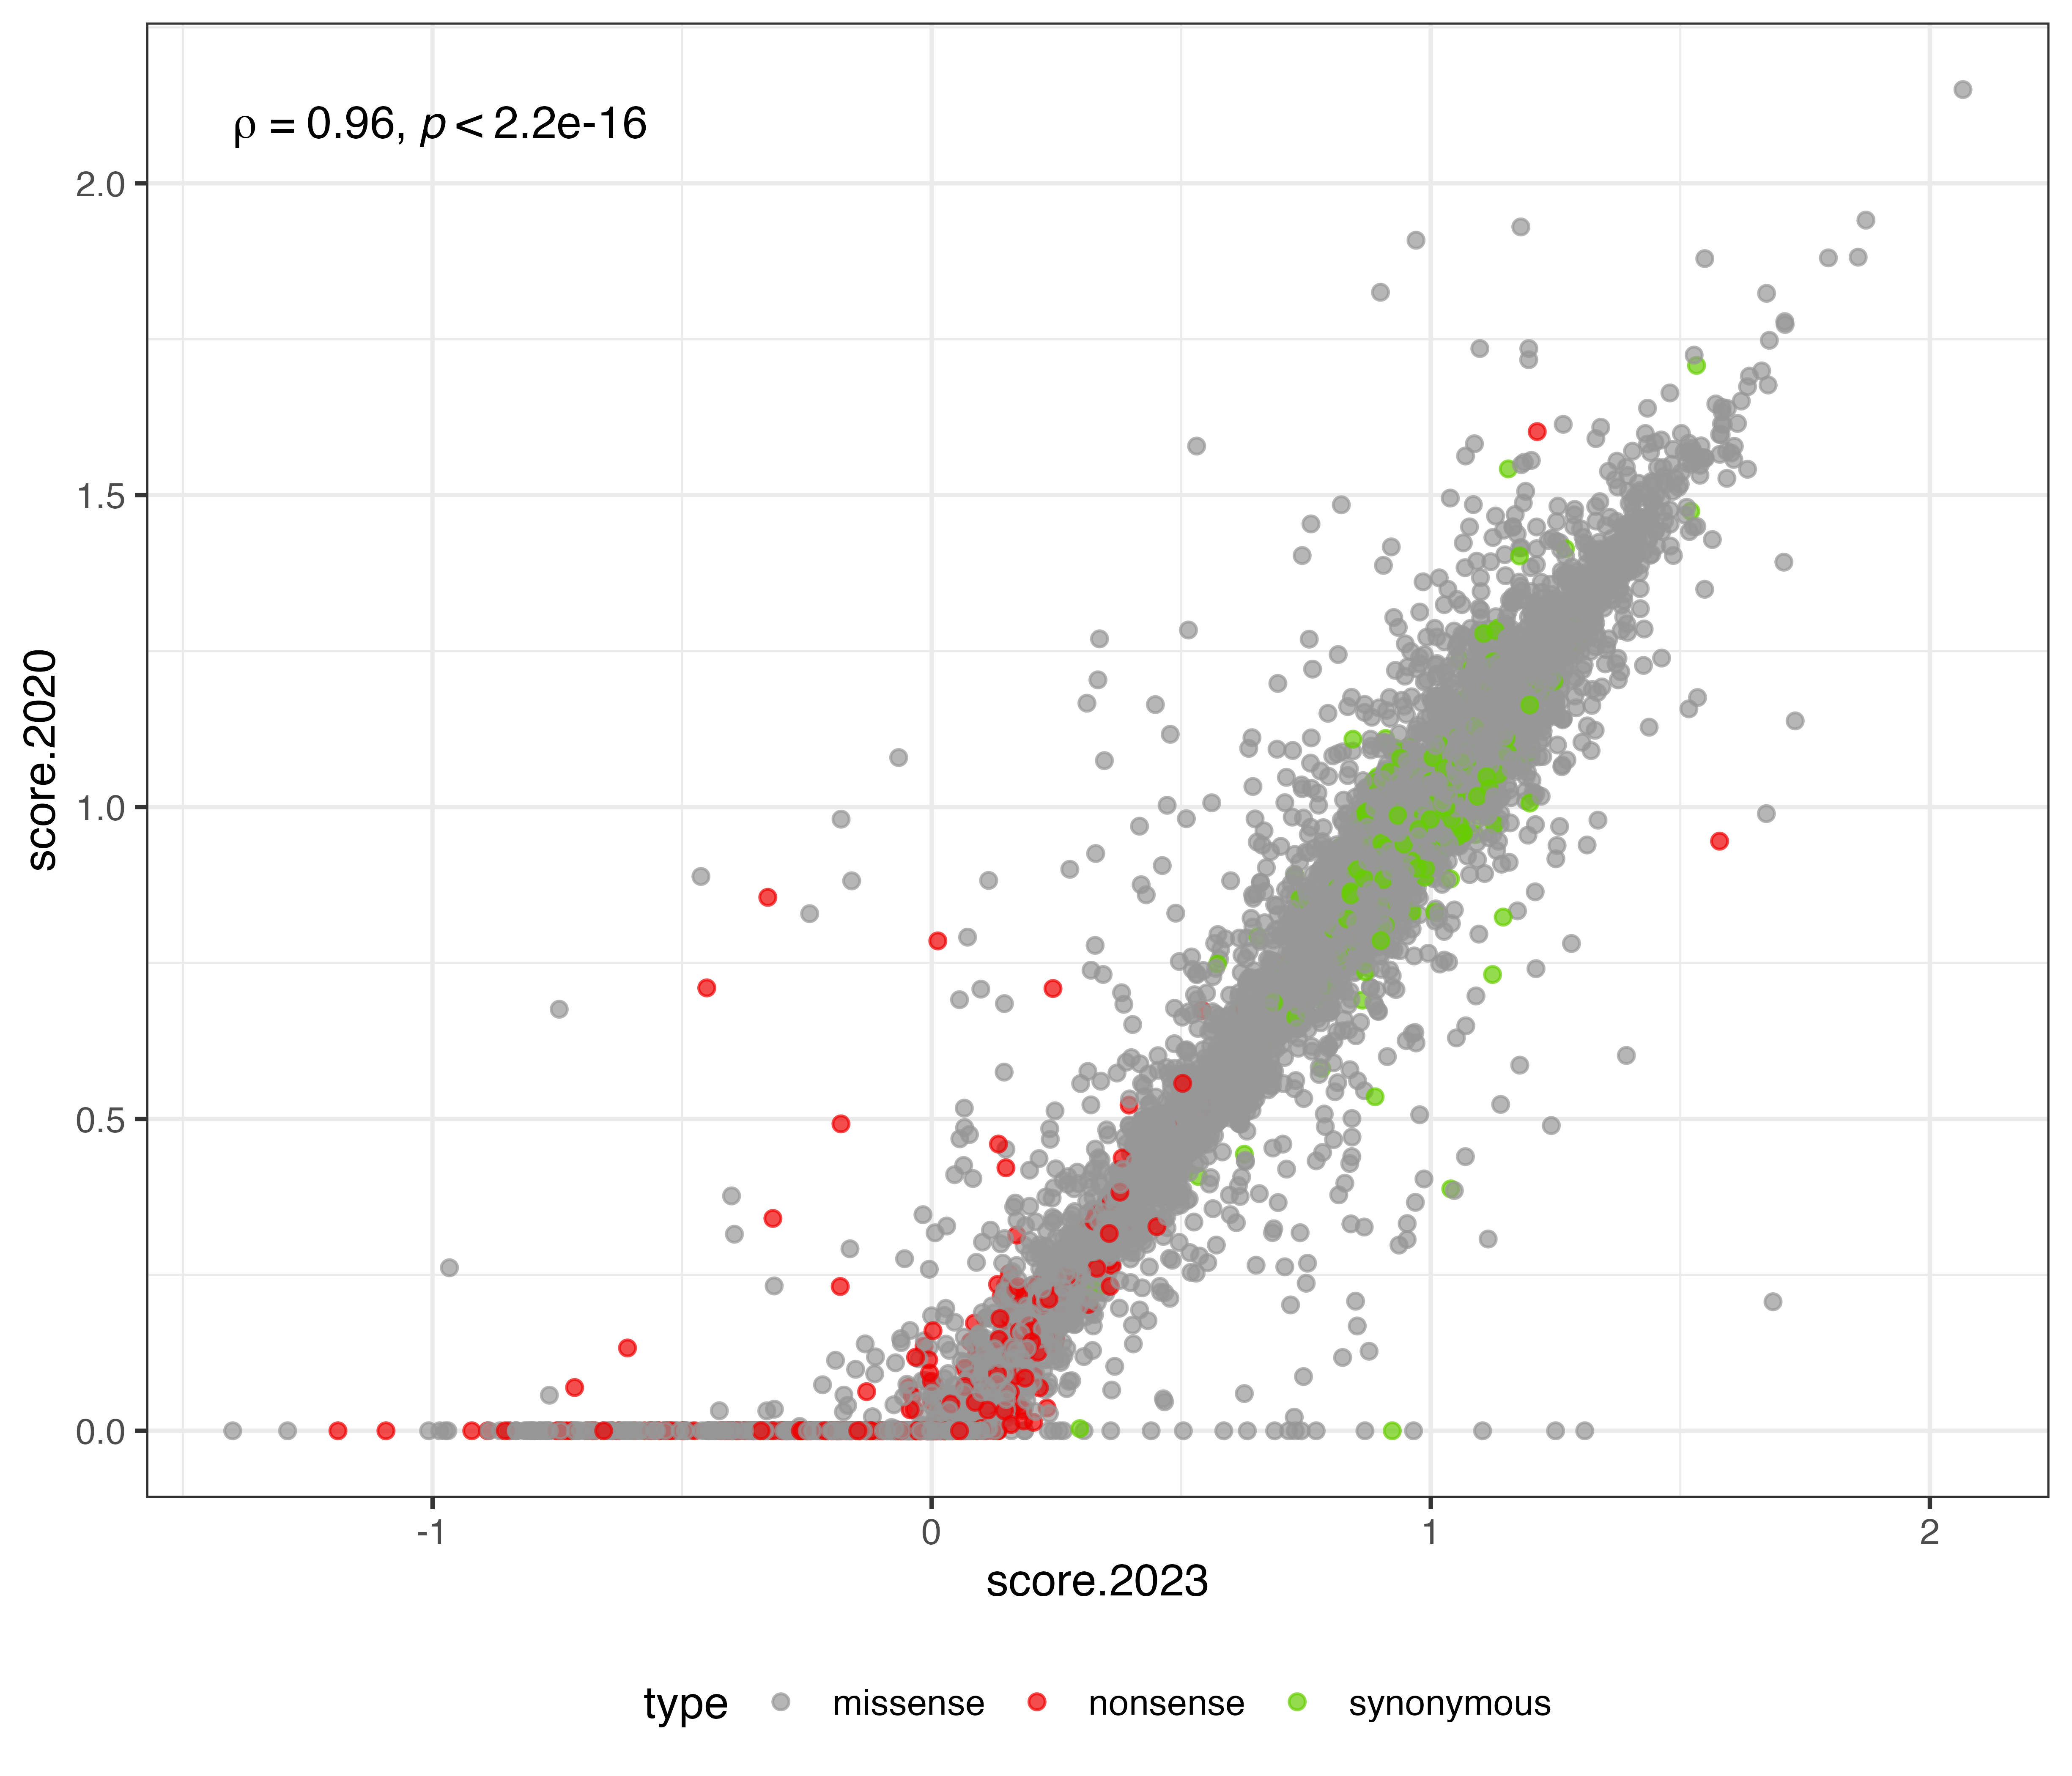 ρ = 0.96, p < 2.2e-16
2.0
1.5
1.0
0.5
0.0
score.2020
-1 0 1 2
score.2023
type missense nonsense synonymous